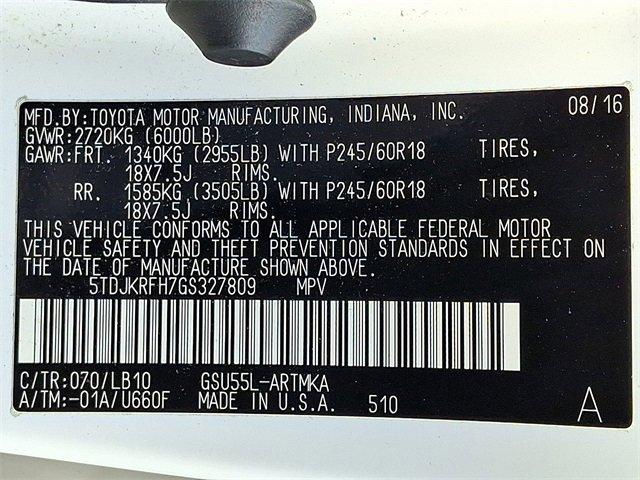 MFD.BY:TOYOTA MOTOR MANUFACTURING, INDIANA, INC. 08/16
GVWR:2720KG (6000LB)
GAWR:FRT. 1340KG (2955LB) WITH P245/60R18 TIRES,
18X7.5J RIMS.
RR. 1585KG (3505LB) WITH P245/60R18 TIRES,
18X7.5J RIMS.
THIS VEHICLE CONFORMS TO ALL APPLICABLE FEDERAL MOTOR
VEHICLE SAFETY AND THEFT PREVENTION STANDARDS IN EFFECT ON
THE DATE OF MANUFACTURE SHOWN ABOVE.
5TDJKRFH7GS327809 MPV
C/TR:070/LB10 GSU55L-ARTMKA
A/TM:-01A/U660F MADE IN U.S.A. 510 A